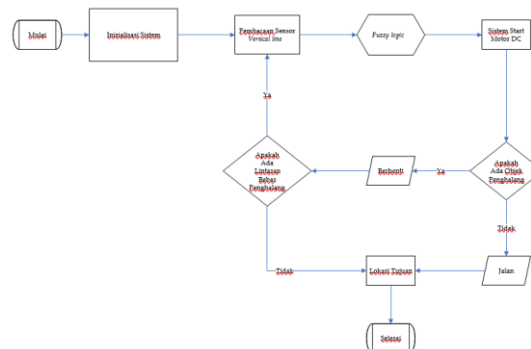 Mulai
Inisialisasi Sistem
Pembacaan Sensor
Vertical line
Fuzzy logic
Sistem Start
Motor DC
Ya
Apakah
Ada
Lintasan
Bebas
Penghalang
Berhenti
Ya
Apakah
Ada Objek
Penghalang
Tidak
Tidak
Lokasi Tujuan
Jalan
Selesai